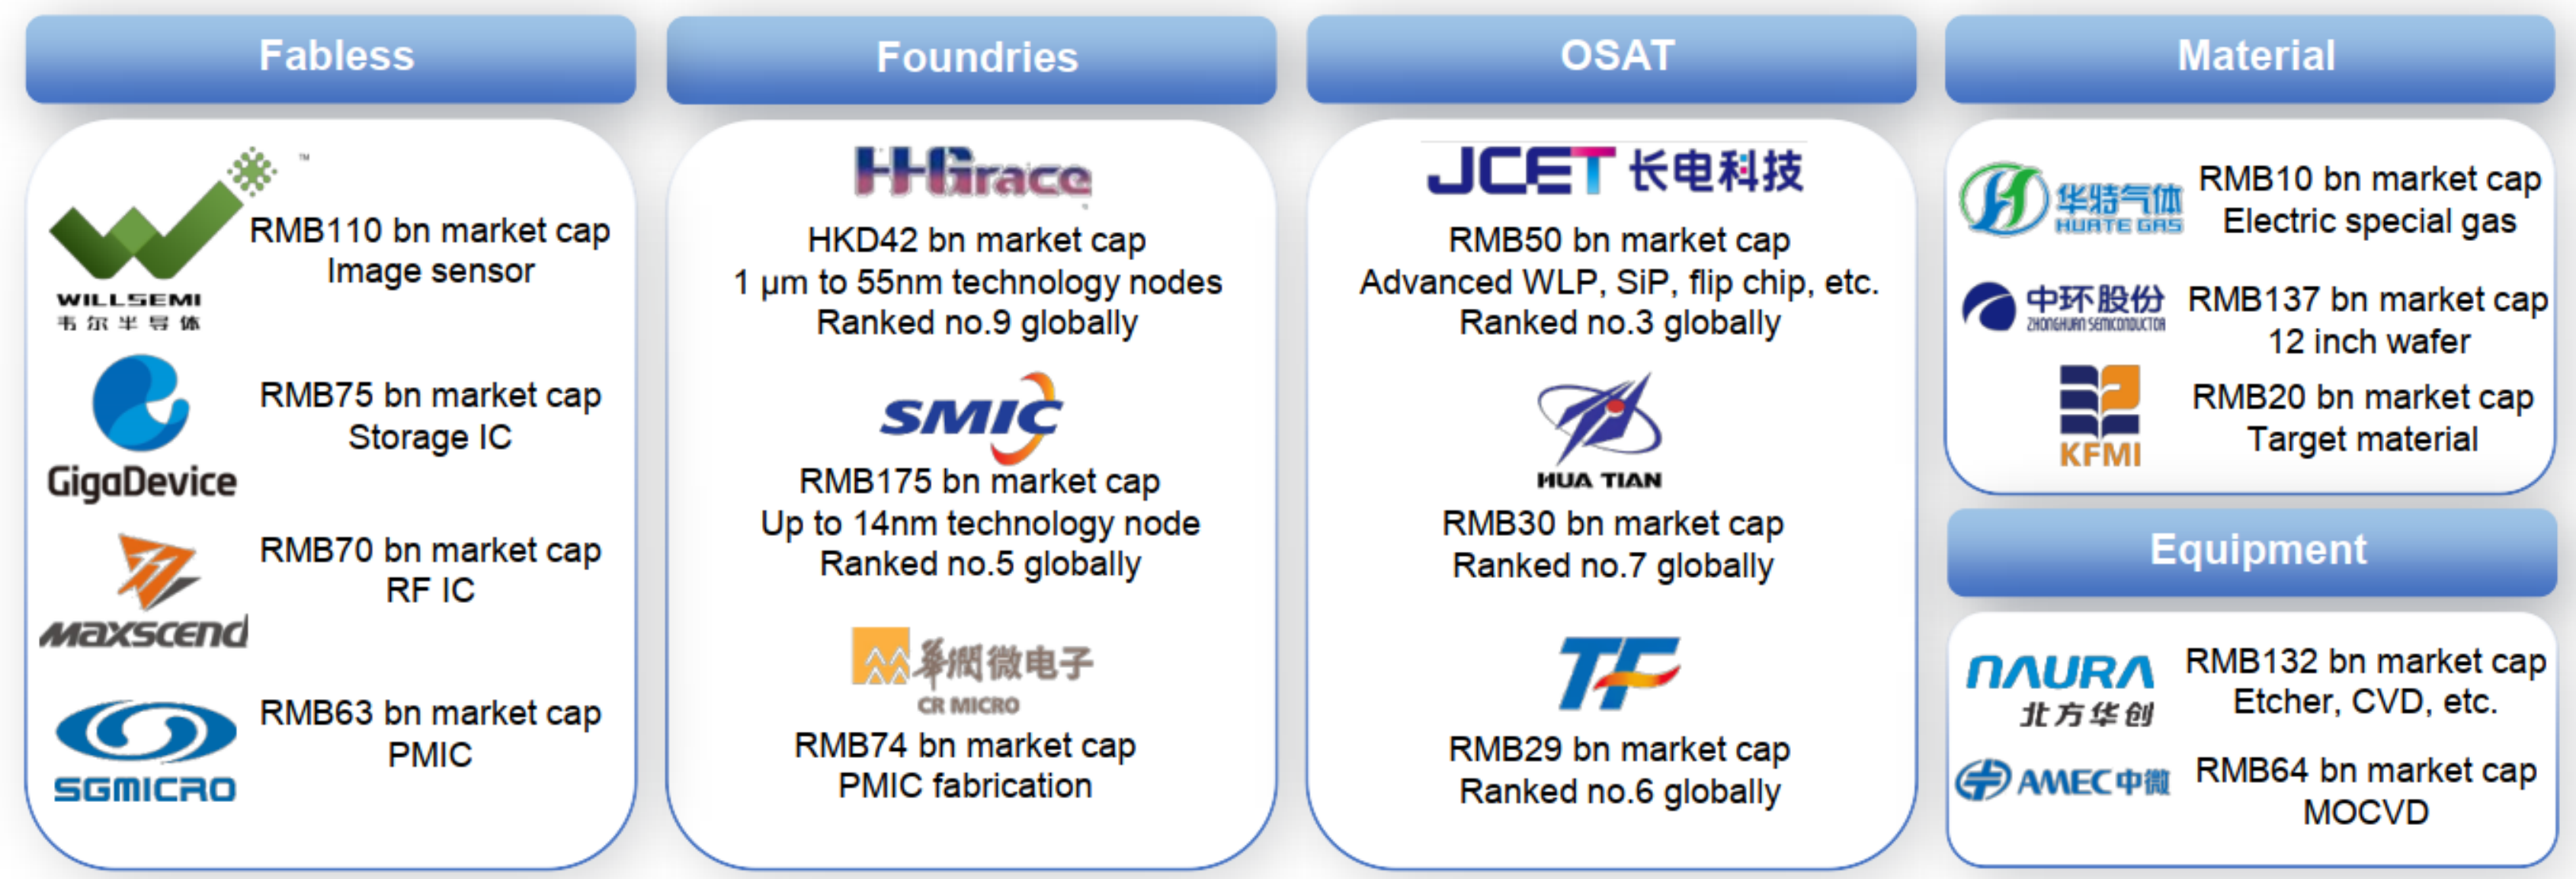 Fabless
™
WILLSEMI
韦尔半导体
RMB110 bn market cap
Image sensor
GigaDevice
RMB75 bn market cap
Storage IC
maxscend
RMB70 bn market cap
RF IC
SGMICRO
RMB63 bn market cap
PMIC
Foundries
HHGrace
HKD42 bn market cap
1 µm to 55nm technology nodes
Ranked no.9 globally
SMIC
RMB175 bn market cap
Up to 14nm technology node
Ranked no.5 globally
華潤微电子
CR MICRO
RMB74 bn market cap
PMIC fabrication
OSAT
JCET 长电科技
RMB50 bn market cap
Advanced WLP, SiP, flip chip, etc.
Ranked no.3 globally
HUA TIAN
RMB30 bn market cap
Ranked no.7 globally
TF
RMB29 bn market cap
Ranked no.6 globally
Material
华特气体
HUATE GAS
RMB10 bn market cap
Electric special gas
中环股份
ZHONGHUAN SEMICONDUCTOR
RMB137 bn market cap
12 inch wafer
KFMI
RMB20 bn market cap
Target material
Equipment
NAURA
北方华创
RMB132 bn market cap
Etcher, CVD, etc.
AMEC中微
RMB64 bn market cap
MOCVD